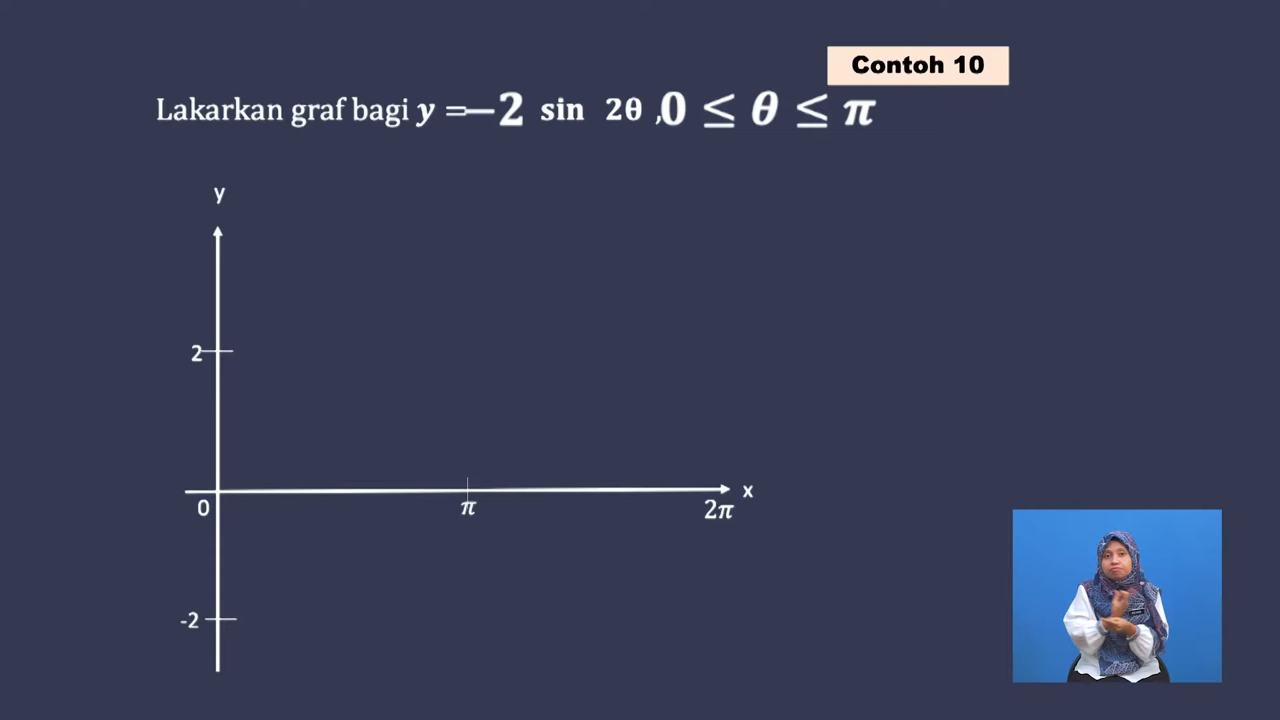 Contoh 10
Lakarkan graf bagi y =−2 sin 2θ ,0 ≤ θ ≤ π
y
2
x
0
π
2π
-2